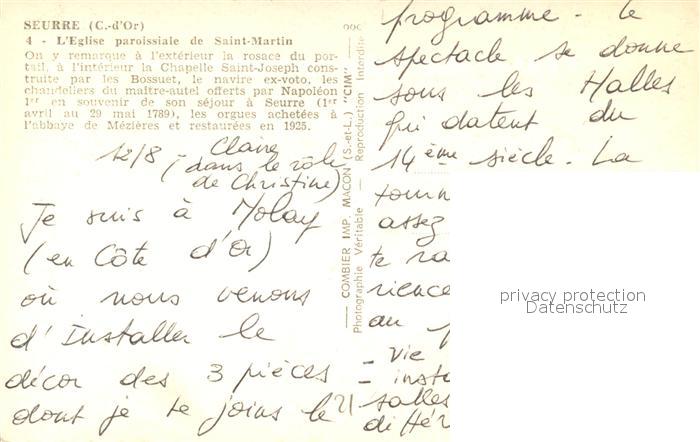 SEURRE (C.-d'Or)
4 - L'Eglise paroissiale de Saint-Martin
On y remarque à l'extérieur la rosace du por-
tail, à l'intérieur la Chapelle Saint-Joseph cons-
truite par les Bossuet, le navire ex-voto, les
chandeliers du maître-autel offerts par Napoléon
1er en souvenir de son séjour à Seurre (1er
avril au 29 mai 1789), les orgues achetées à
l'abbaye de Mézières et restaurées en 1925.
12/8 - Claire
(dans le rôle
de Christine)
Je suis à Molay
(en Côte d'Or)
où nous venons
d'installer le
décor des 3 pièces
dont je te joins le
COMBIER IMP. MACON (S.-et-L.) "CIM"
Photographie Véritable - Reproduction Interdite
programme. Le
spectacle se donne
sous les Halles
qui datent du
14ème siècle. La
tourn
assez
te ra
rience
au
- vie
- inst
salles
différ
privacy protection
Datenschutz